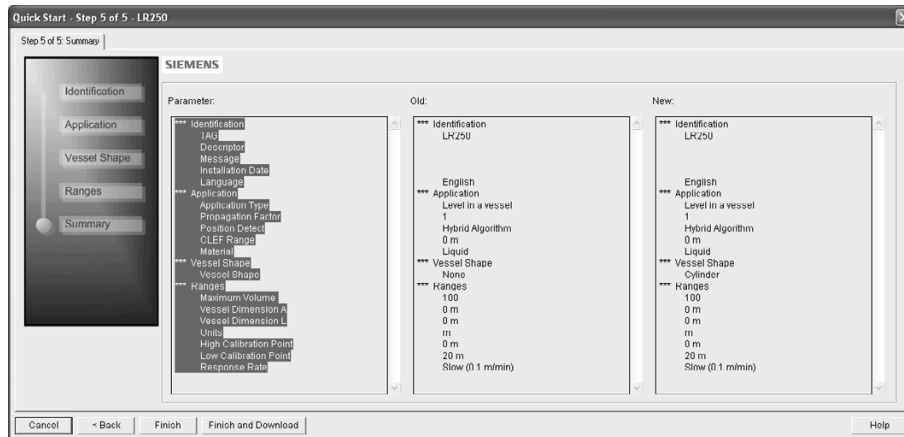 Quick Start - Step 5 of 5 - LR250
Step 5 of 5: Summary
SIEMENS
Identification
Application
Vessel Shape
Ranges
Summary
Parameter:
*** Identification
TAG
Descriptor
Message
Installation Date
Language
*** Application
Application Type
Propagation Factor
Position Detect
CLEF Range
Material
*** Vessel Shape
Vessel Shape
*** Ranges
Maximum Volume
Vessel Dimension A
Vessel Dimension L
Units
High Calibration Point
Low Calibration Point
Response Rate
Old:
*** Identification
LR250
English
*** Application
Level in a vessel
1
Hybrid Algorithm
0 m
Liquid
*** Vessel Shape
None
*** Ranges
100
0 m
0 m
m
0 m
20 m
Slow (0.1 m/min)
New:
*** Identification
LR250
English
*** Application
Level in a vessel
1
Hybrid Algorithm
0 m
Liquid
*** Vessel Shape
Cylinder
*** Ranges
100
0 m
0 m
m
0 m
20 m
Slow (0.1 m/min)
Cancel
< Back
Finish
Finish and Download
Help